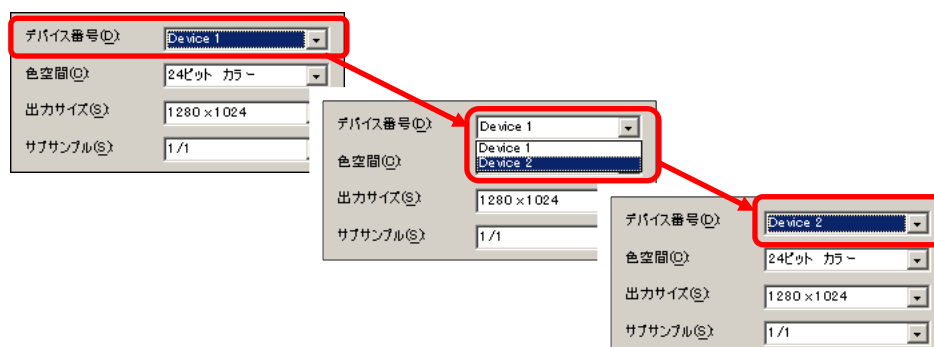 デバイス番号(D): Device 1
色空間(C): 24ビット カラー
出力サイズ(S): 1280×1024
サブサンプル(S): 1/1
デバイス番号(D): Device 1
Device 1
色空間(C): Device 2
出力サイズ(S): 1280×1024
サブサンプル(S): 1/1
デバイス番号(D): Device 2
色空間(C): 24ビット カラー
出力サイズ(S): 1280×1024
サブサンプル(S): 1/1